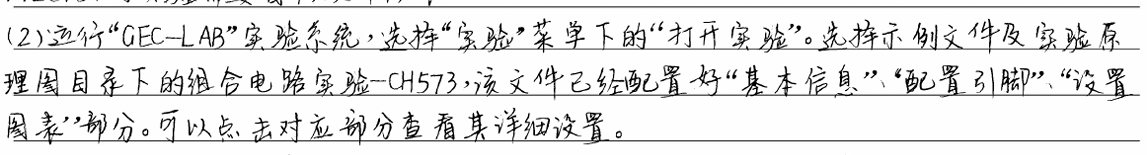 (2)运行“GEC-LAB”实验系统,选择“实验”菜单下的“打开实验”。选择示例文件及实验原
理图目录下的组合电路实验-CH573,该文件已经配置好“基本信息”、“配置引脚”、“设置
图表”部分。可以点击对应部分查看其详细设置。